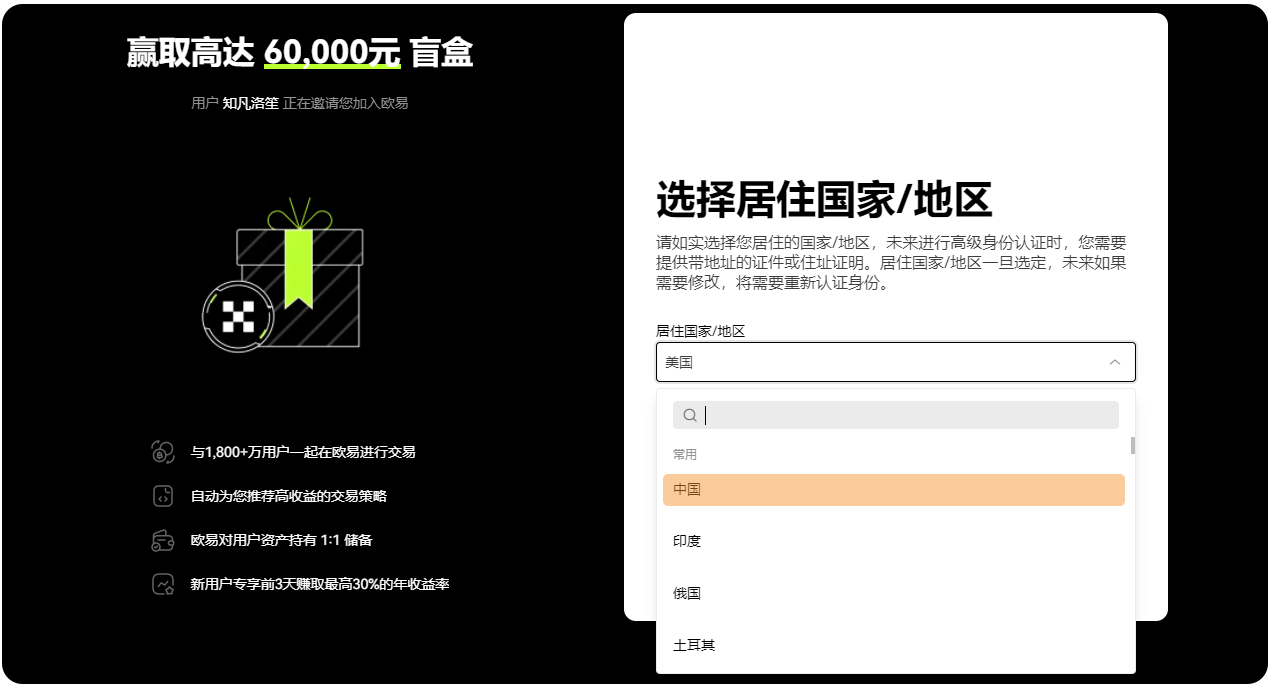 赢取高达 60,000元 盲盒
用户 知凡洛笙 正在邀请您加入欧易
与1,800+万用户一起在欧易进行交易
自动为您推荐高收益的交易策略
欧易对用户资产持有 1:1 储备
新用户专享前3天赚取最高30%的年收益率
选择居住国家/地区
请如实选择您居住的国家/地区，未来进行高级身份认证时，您需要
提供带地址的证件或住址证明。居住国家/地区一旦选定，未来如果
需要修改，将需要重新认证身份。
居住国家/地区
美国
常用
中国
印度
俄国
土耳其